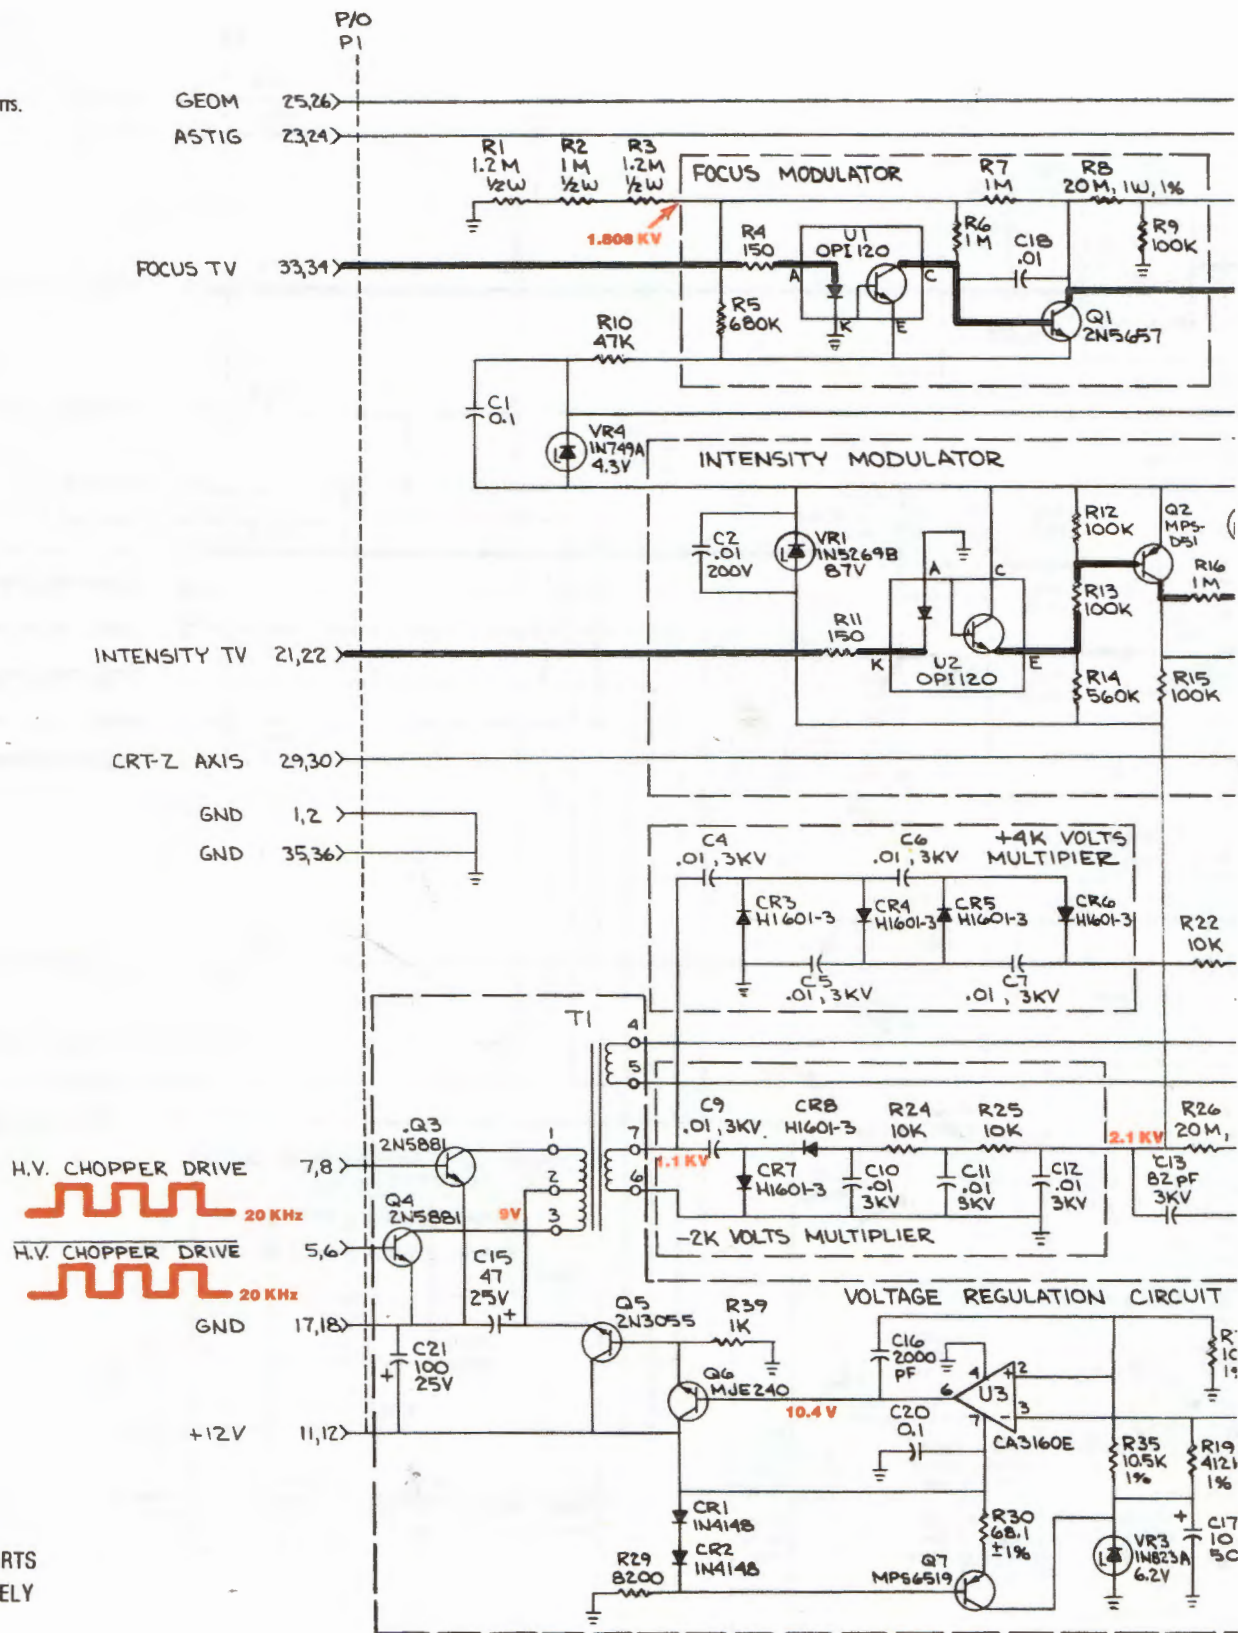 P/O
P1
TTS.
GEOM 25,26
ASTIG 23,24
R1
1.2M
½W
R2
1M
½W
R3
1.2M
½W
FOCUS MODULATOR
R7
1M
R8
20M, 1W, 1%
1.808 KV
R4
150
U1
OPI120
R6
1M
C18
.01
R9
100K
FOCUS TV 33,34
A
C
K
E
R5
680K
R10
47K
Q1
2N5657
C1
0.1
VR4
1N749A
4.3V
INTENSITY MODULATOR
C2
.01
200V
VR1
1N5269B
87V
R12
100K
Q2
MPS-
D51
R16
1M
A
C
R13
100K
R11
150
INTENSITY TV 21,22
K
E
U2
OPI120
R14
560K
R15
100K
CRT-Z AXIS 29,30
GND 1,2
GND 35,36
C4
.01, 3KV
C6
.01, 3KV
+4K VOLTS
MULTIPIER
CR3
H1601-3
CR4
H1601-3
CR5
H1601-3
CR6
H1601-3
R22
10K
C5
.01, 3KV
C7
.01, 3KV
T1
4
5
C9
.01, 3KV
CR8
H1601-3
R24
10K
R25
10K
R26
20M,
Q3
2N5881
1
7
1.1 KV
2.1 KV
H.V. CHOPPER DRIVE 7,8
20 KHz
2
6
CR7
H1601-3
C10
.01
3KV
C11
.01
3KV
C12
.01
3KV
C13
82 pF
3KV
Q4
2N5881
9V
3
-2K VOLTS MULTIPLIER
H.V. CHOPPER DRIVE 5,6
20 KHz
C15
47
25V
+
VOLTAGE REGULATION CIRCUIT
GND 17,18
Q5
2N3055
R39
1K
C21
100
25V
+
C16
2000
PF
4
+
2
6
U3
3
7
-
CA3160E
Q6
MJE240
10.4 V
C20
0.1
+12V 11,12
R35
10.5K
1%
R19
412K
1%
CR1
1N4148
CR2
1N4148
R30
68.1
±1%
VR3
1N823A
6.2V
+
C17
10
50
R29
8200
Q7
MPS6519
RTS
ELY